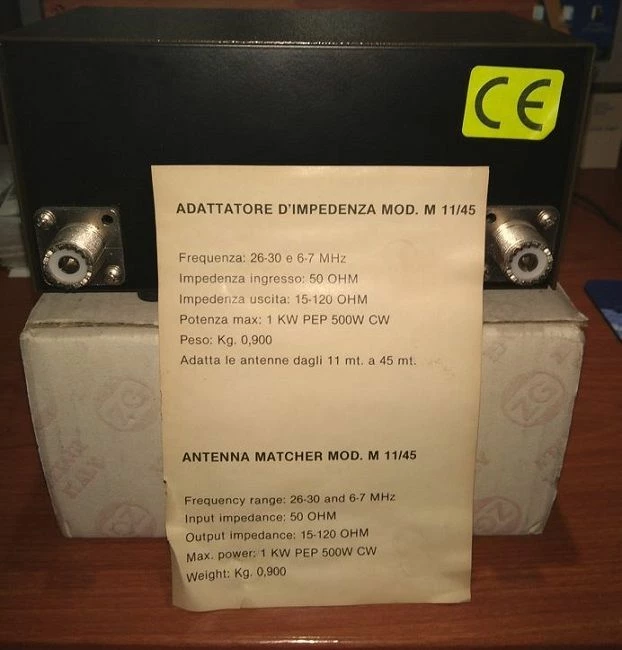 CE
ADATTATORE D'IMPEDENZA MOD. M 11/45
Frequenza: 26-30 e 6-7 MHz
Impedenza ingresso: 50 OHM
Impedenza uscita: 15-120 OHM
Potenza max: 1 KW PEP 500W CW
Peso: Kg. 0,900
Adatta le antenne dagli 11 mt. a 45 mt.
ANTENNA MATCHER MOD. M 11/45
Frequency range: 26-30 and 6-7 MHz
Input impedance: 50 OHM
Output impedance: 15-120 OHM
Max. power: 1 KW PEP 500W CW
Weight: Kg. 0,900
ZG